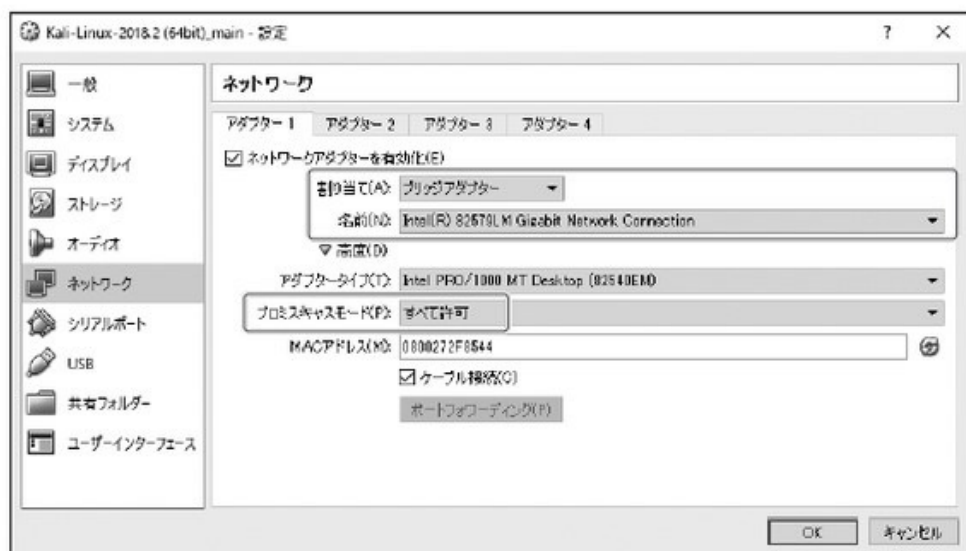 Kali-Linux-2018.2 (64bit)_main - 設定
? ×
一般
システム
ディスプレイ
ストレージ
オーディオ
ネットワーク
シリアルポート
USB
共有フォルダー
ユーザーインターフェース
ネットワーク
アダプター 1 アダプター 2 アダプター 3 アダプター 4
ネットワークアダプターを有効化(E)
割り当て(A): ブリッジアダプター
名前(N): Intel(R) 82579LM Gigabit Network Connection
高度(D)
アダプタータイプ(T): Intel PRO/1000 MT Desktop (82540EM)
プロミスキャスモード(P): すべて許可
MACアドレス(M): 0800272F8544
ケーブル接続(C)
ポートフォワーディング(P)
OK キャンセル